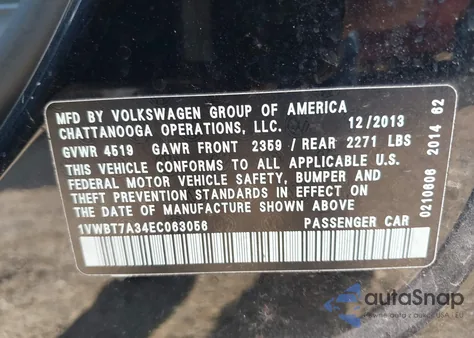 MFD BY VOLKSWAGEN GROUP OF AMERICA
CHATTANOOGA OPERATIONS, LLC. 12/2013
GVWR 4519 GAWR FRONT 2359 / REAR 2271 LBS
THIS VEHICLE CONFORMS TO ALL APPLICABLE U.S.
FEDERAL MOTOR VEHICLE SAFETY, BUMPER AND
THEFT PREVENTION STANDARDS IN EFFECT ON THE
DATE OF MANUFACTURE SHOWN ABOVE
1VWBT7A34EC063056 PASSENGER CAR
0210606 2014 62
autoSnap